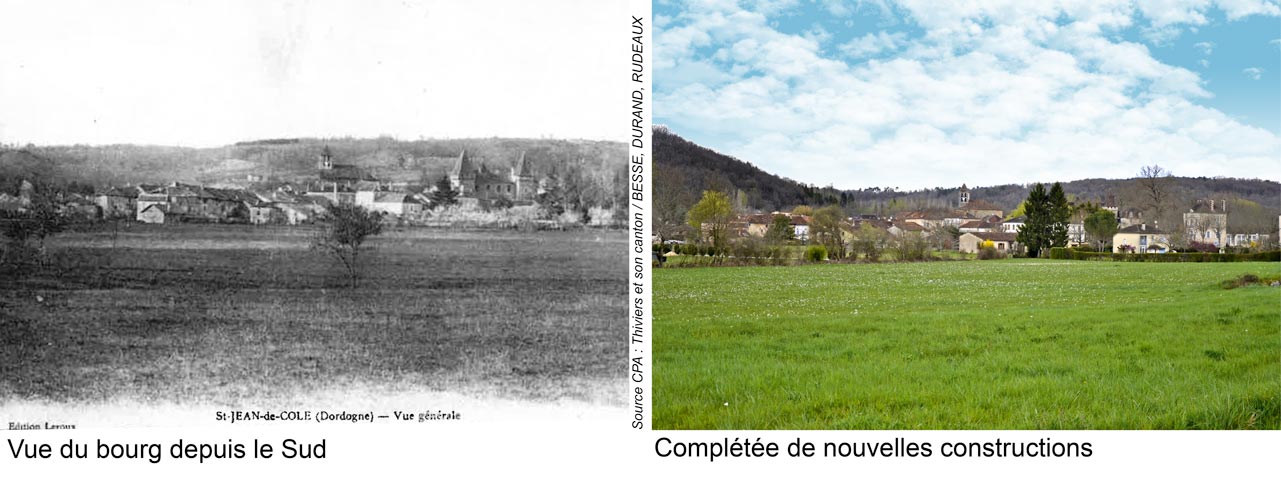 St-JEAN-de-COLE (Dordogne) — Vue générale
Edition Leroux
Source CPA : Thiviers et son canton / BESSE, DURAND, RUDEAUX
Vue du bourg depuis le Sud
Complétée de nouvelles constructions